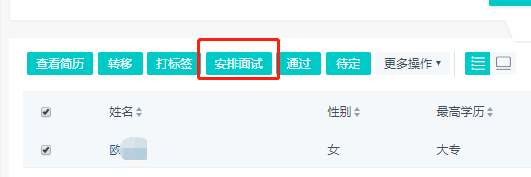 查看简历 转移 打标签 安排面试 通过 待定 更多操作
姓名 性别 最高学历
欧 女 大专